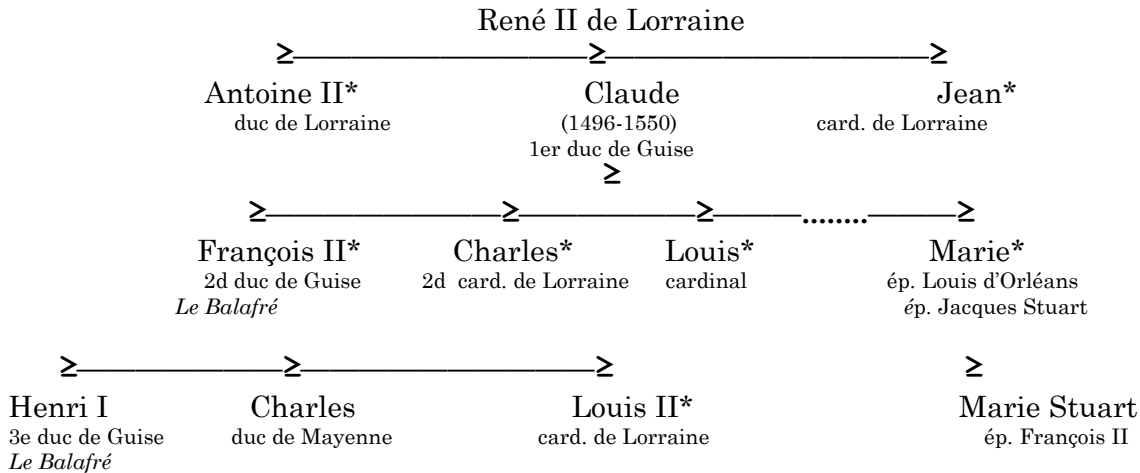 René II de Lorraine
≥ ≥ ≥
Antoine II* Claude Jean*
duc de Lorraine (1496-1550) card. de Lorraine
1er duc de Guise
≥
≥ ≥ ≥ ........ ≥
François II* Charles* Louis* Marie*
2d duc de Guise 2d card. de Lorraine cardinal ép. Louis d’Orléans
Le Balafré ép. Jacques Stuart
≥ ≥ ≥ ≥
Henri I Charles Louis II* Marie Stuart
3e duc de Guise duc de Mayenne card. de Lorraine ép. François II
Le Balafré